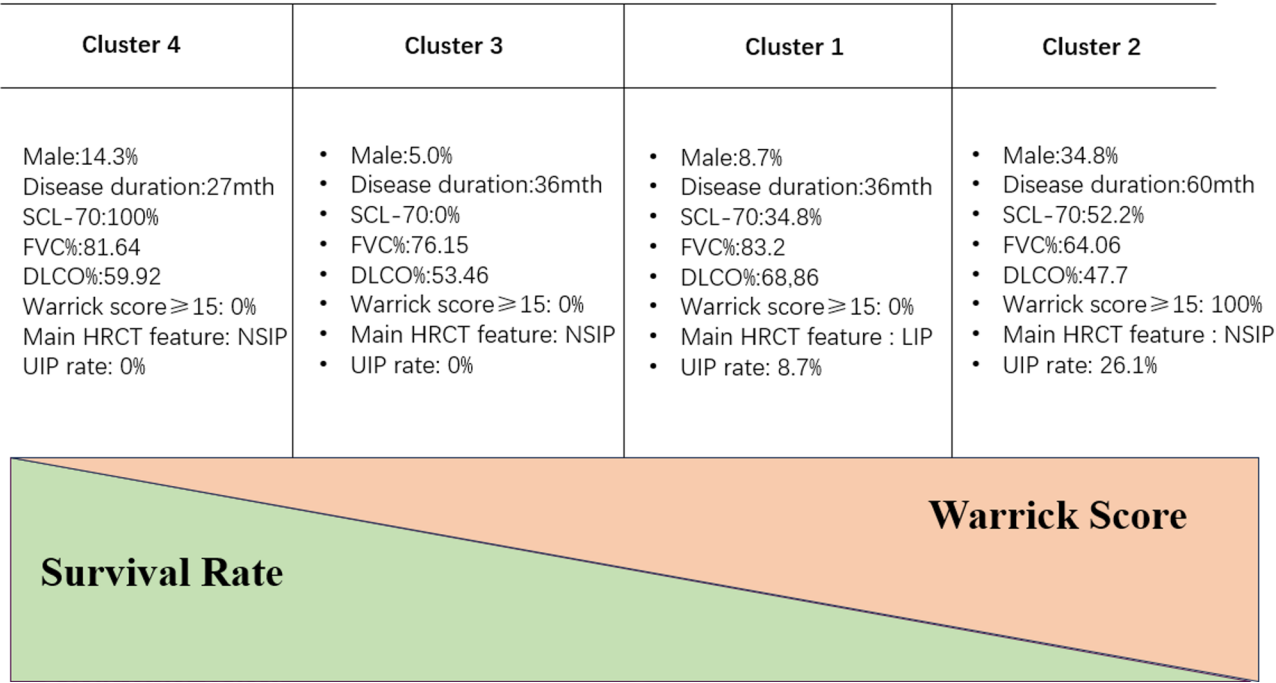 Cluster 4
Cluster 3
Cluster 1
Cluster 2
Male:14.3%
Disease duration:27mth
SCL-70:100%
FVC%:81.64
DLCO%:59.92
Warrick score≥15: 0%
Main HRCT feature: NSIP
UIP rate: 0%
• Male:5.0%
• Disease duration:36mth
• SCL-70:0%
• FVC%:76.15
• DLCO%:53.46
• Warrick score≥15: 0%
• Main HRCT feature: NSIP
• UIP rate: 0%
• Male:8.7%
• Disease duration:36mth
• SCL-70:34.8%
• FVC%:83.2
• DLCO%:68,86
• Warrick score≥15: 0%
• Main HRCT feature : LIP
• UIP rate: 8.7%
• Male:34.8%
• Disease duration:60mth
• SCL-70:52.2%
• FVC%:64.06
• DLCO%:47.7
• Warrick score≥15: 100%
• Main HRCT feature : NSIP
• UIP rate: 26.1%
Warrick Score
Survival Rate